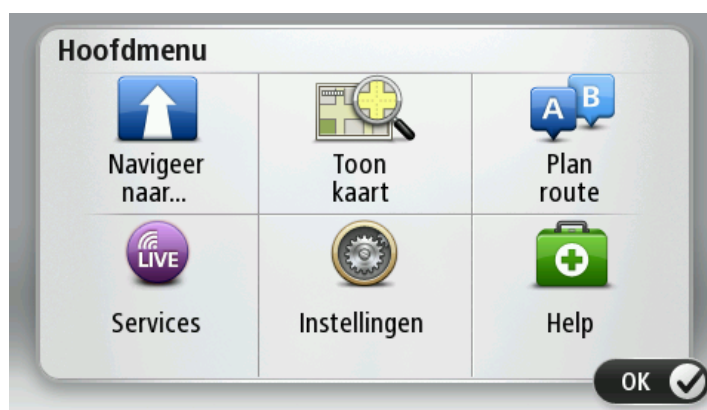 Hoofdmenu
A B
Navigeer
naar...
Toon
kaart
Plan
route
LIVE
Services
Instellingen
Help
OK